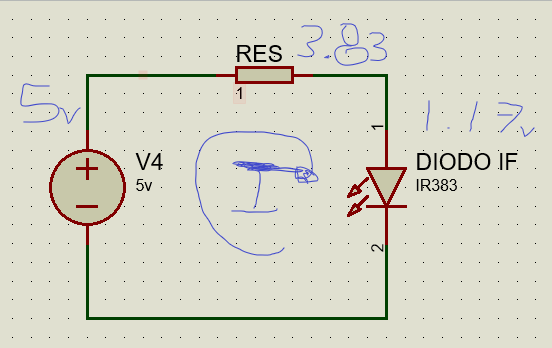 RES 3.83
1
5v
1.17v
1
V4
5v
DIODO IF
IR383
I
2